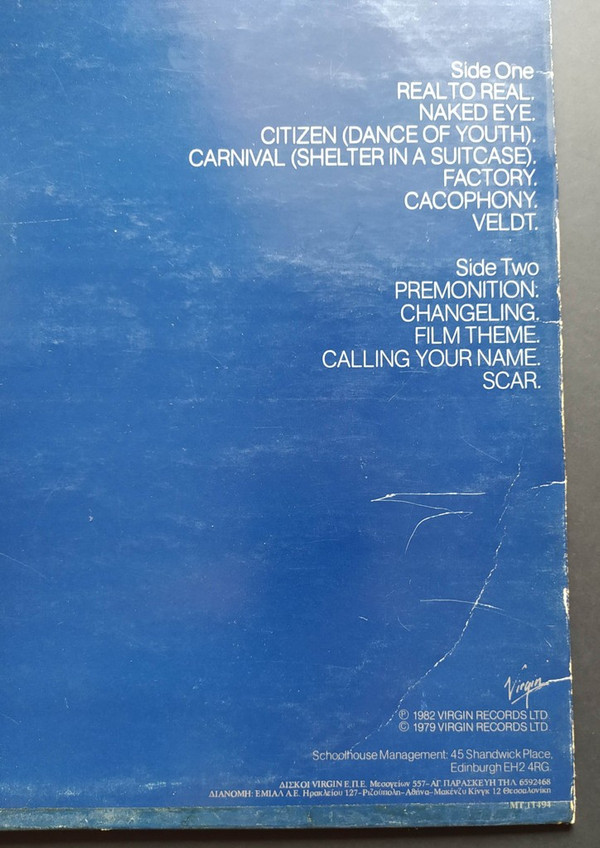 Side One
REAL TO REAL.
NAKED EYE.
CITIZEN (DANCE OF YOUTH).
CARNIVAL (SHELTER IN A SUITCASE).
FACTORY.
CACOPHONY.
VELDT.
Side Two
PREMONITION.
CHANGELING.
FILM THEME.
CALLING YOUR NAME.
SCAR.
Virgin
℗ 1982 VIRGIN RECORDS LTD
© 1979 VIRGIN RECORDS LTD
Schoolhouse Management: 45 Shandwick Place,
Edinburgh EH2 4RG.
ΔΙΣΚΟΙ VIRGIN Ε.Π.Ε. Μεσογείων 557-ΑΓ. ΠΑΡΑΣΚΕΥΗ ΤΗΛ. 6592468
ΔΙΑΝΟΜΗ: ΕΜΙΑΛ Α.Ε. Ηρακλείου 127-Ριζούπολη-Αθήνα-Μακένζυ Κίνγκ 12 Θεσσαλονίκη
MT 11494